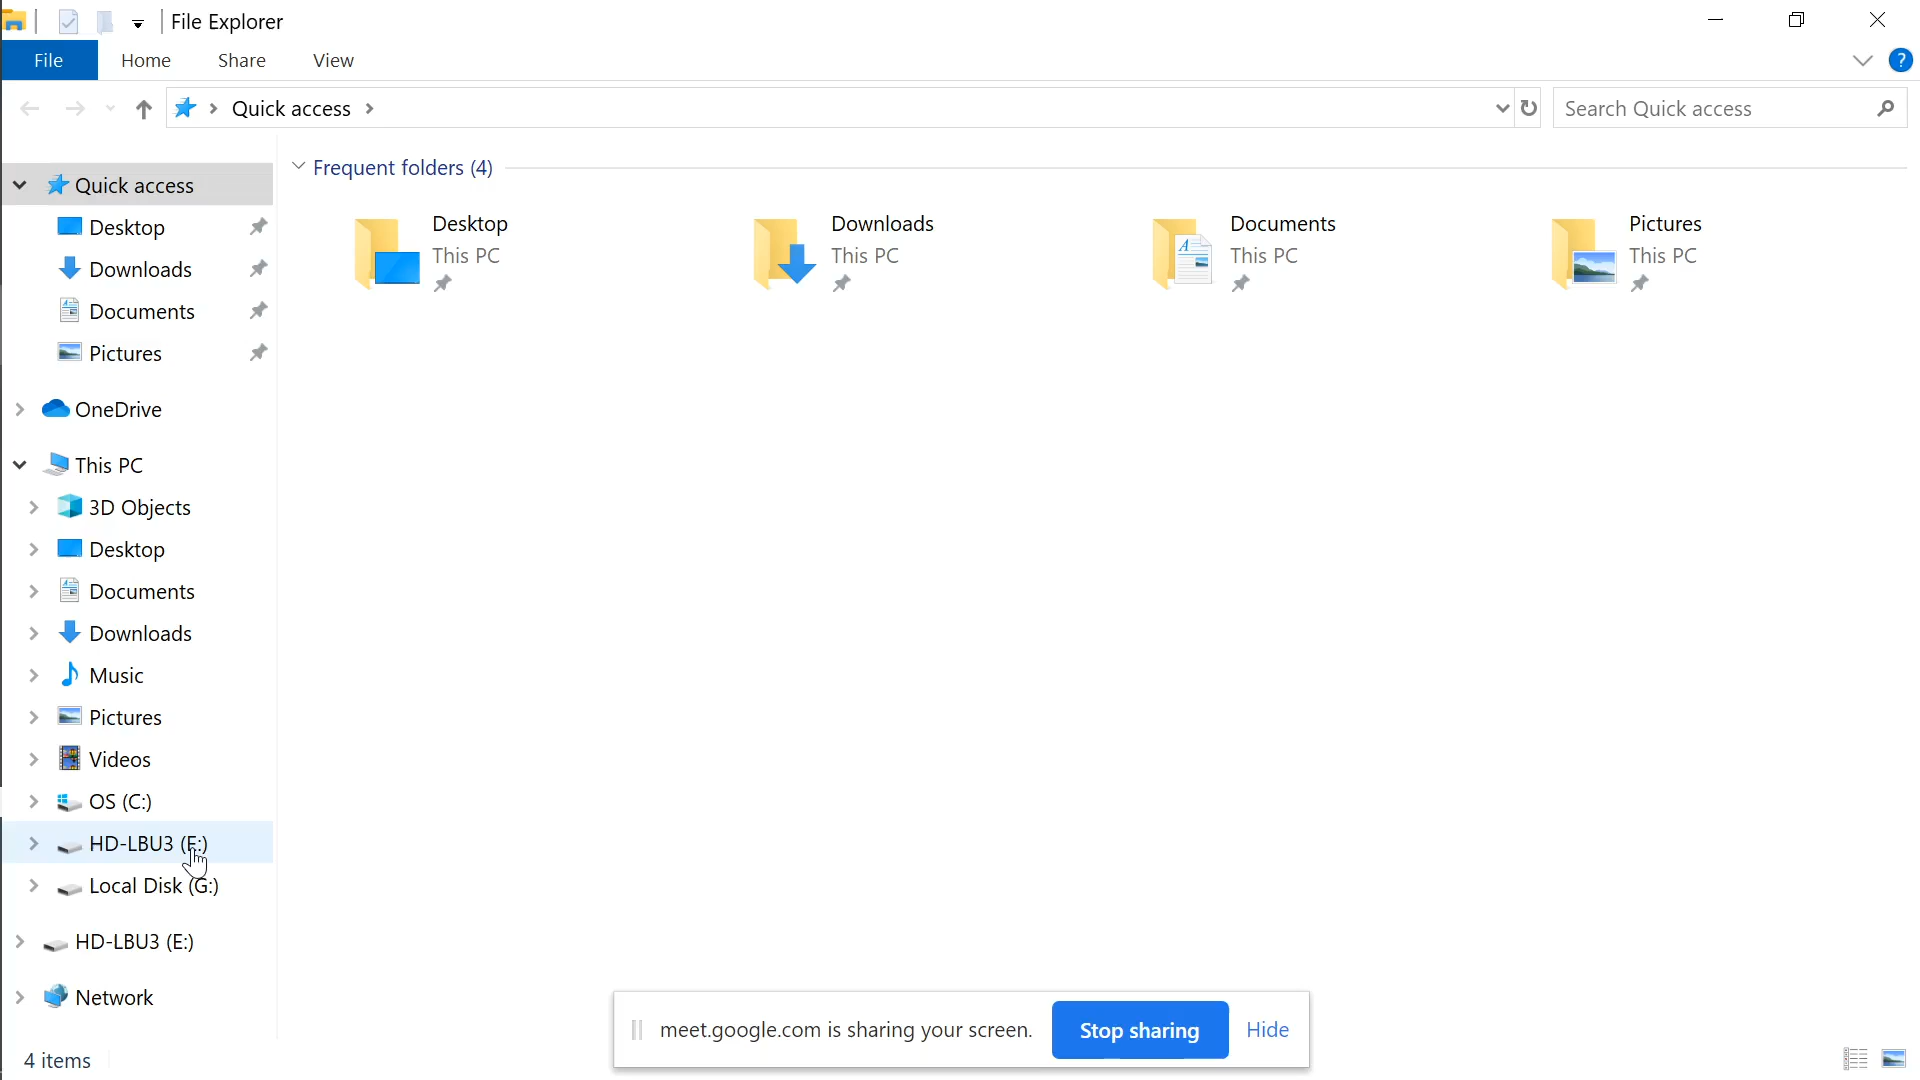 File Explorer
File Home Share View
?
Quick access
Search Quick access
Quick access
Desktop
Downloads
Documents
Pictures
OneDrive
This PC
3D Objects
Desktop
Documents
Downloads
Music
Pictures
Videos
OS (C:)
HD-LBU3 (E:)
Local Disk (G:)
HD-LBU3 (E:)
Network
Frequent folders (4)
Desktop
This PC
Downloads
This PC
Documents
This PC
Pictures
This PC
meet.google.com is sharing your screen. Stop sharing Hide
4 items